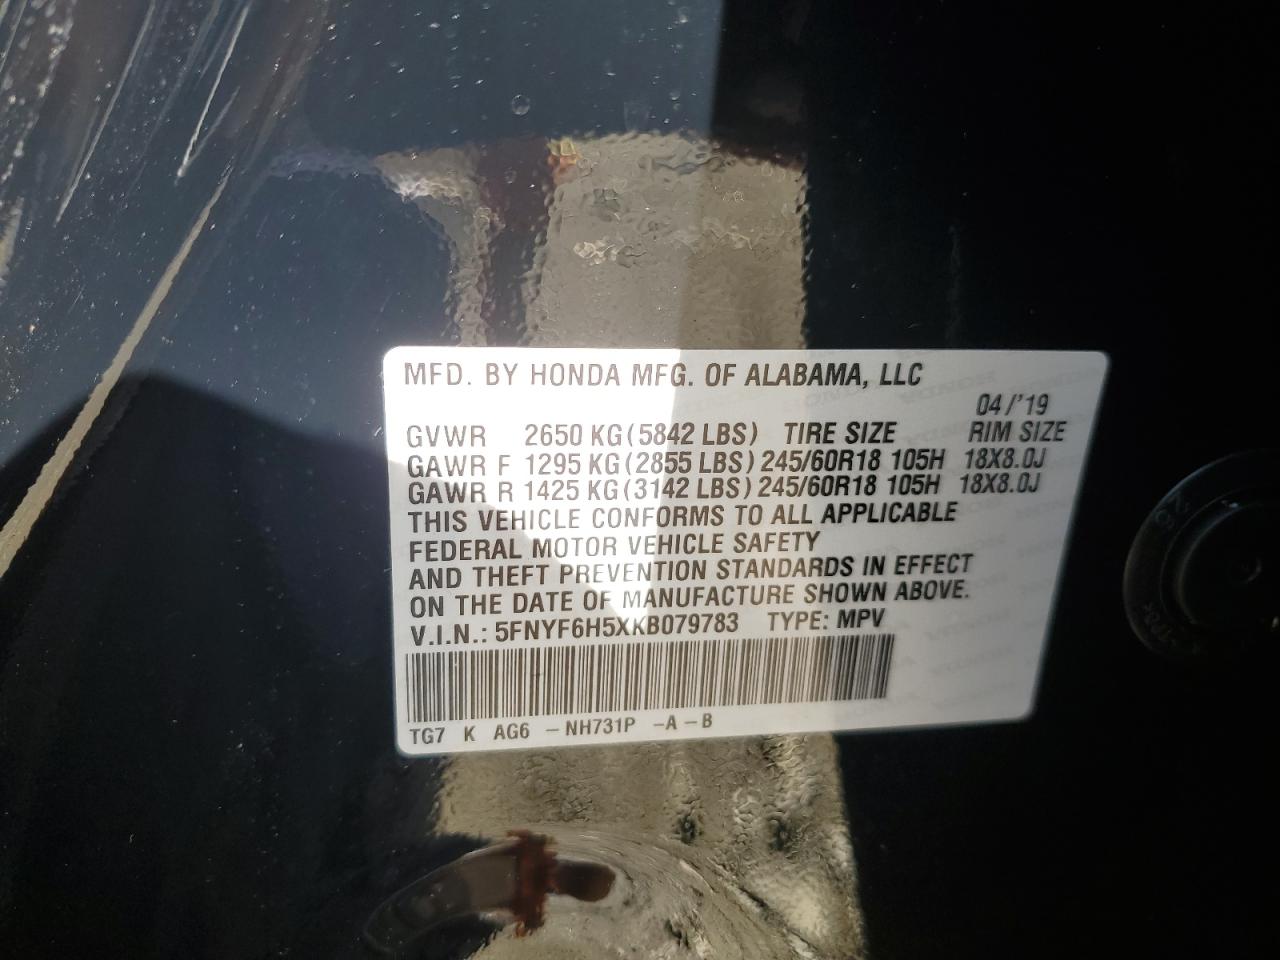 MFD. BY HONDA MFG. OF ALABAMA, LLC
04/'19
GVWR 2650 KG(5842 LBS) TIRE SIZE RIM SIZE
GAWR F 1295 KG(2855 LBS) 245/60R18 105H 18X8.0J
GAWR R 1425 KG(3142 LBS) 245/60R18 105H 18X8.0J
THIS VEHICLE CONFORMS TO ALL APPLICABLE
FEDERAL MOTOR VEHICLE SAFETY
AND THEFT PREVENTION STANDARDS IN EFFECT
ON THE DATE OF MANUFACTURE SHOWN ABOVE.
V.I.N.: 5FNYF6H5XKB079783 TYPE: MPV
TG7 K AG6 -NH731P -A-B